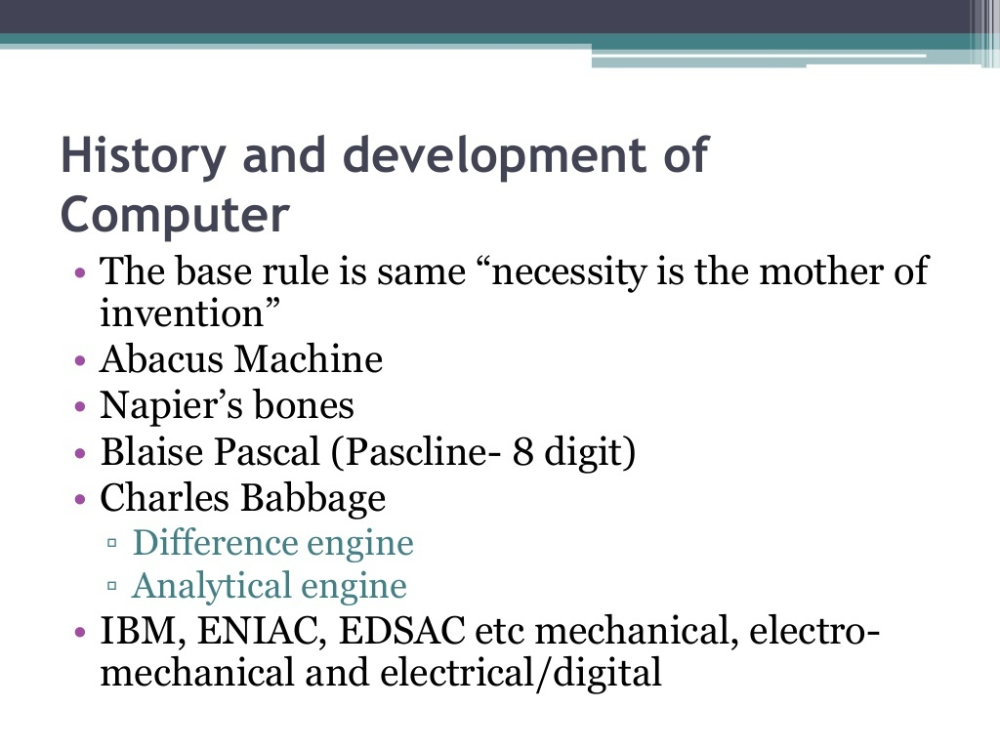 History and development of
Computer
• The base rule is same “necessity is the mother of
invention”
• Abacus Machine
• Napier’s bones
• Blaise Pascal (Pascline- 8 digit)
• Charles Babbage
▫ Difference engine
▫ Analytical engine
• IBM, ENIAC, EDSAC etc mechanical, electro-
mechanical and electrical/digital